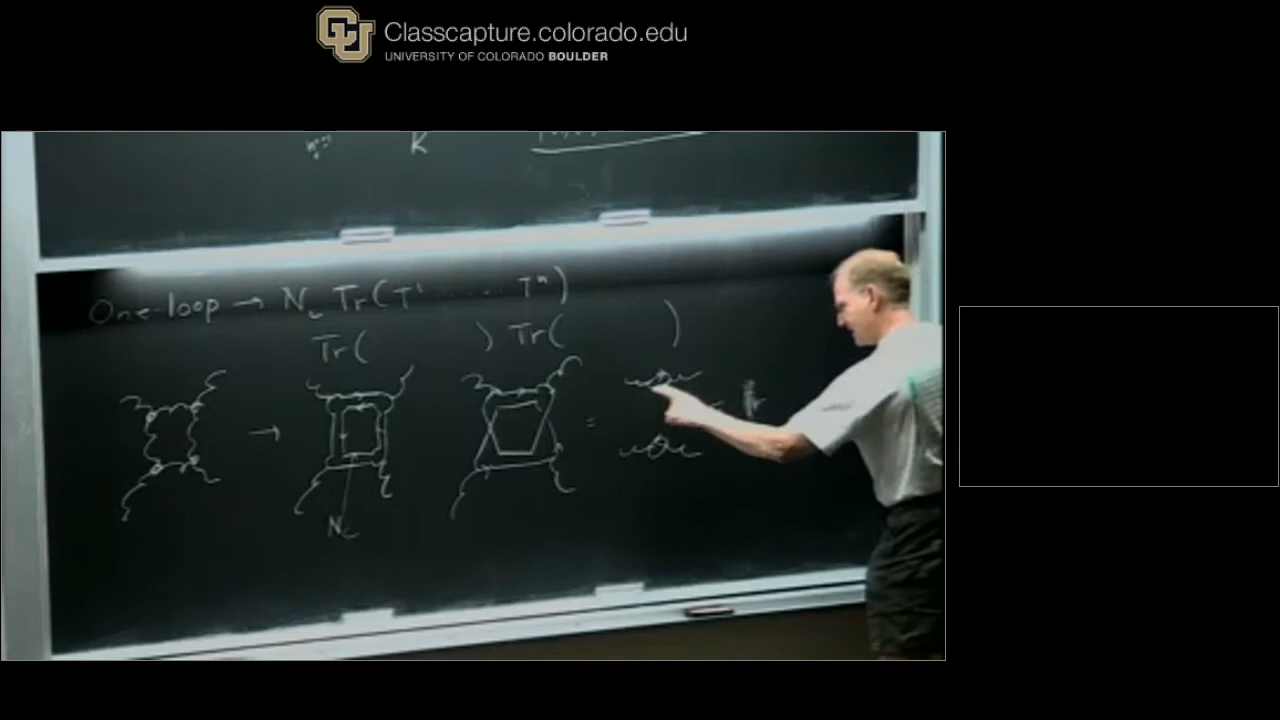 Classcapture.colorado.edu
UNIVERSITY OF COLORADO BOULDER
K
One-loop → N_c Tr(T¹ ..... Tⁿ)
Tr( ) Tr( )
→ =
N_c